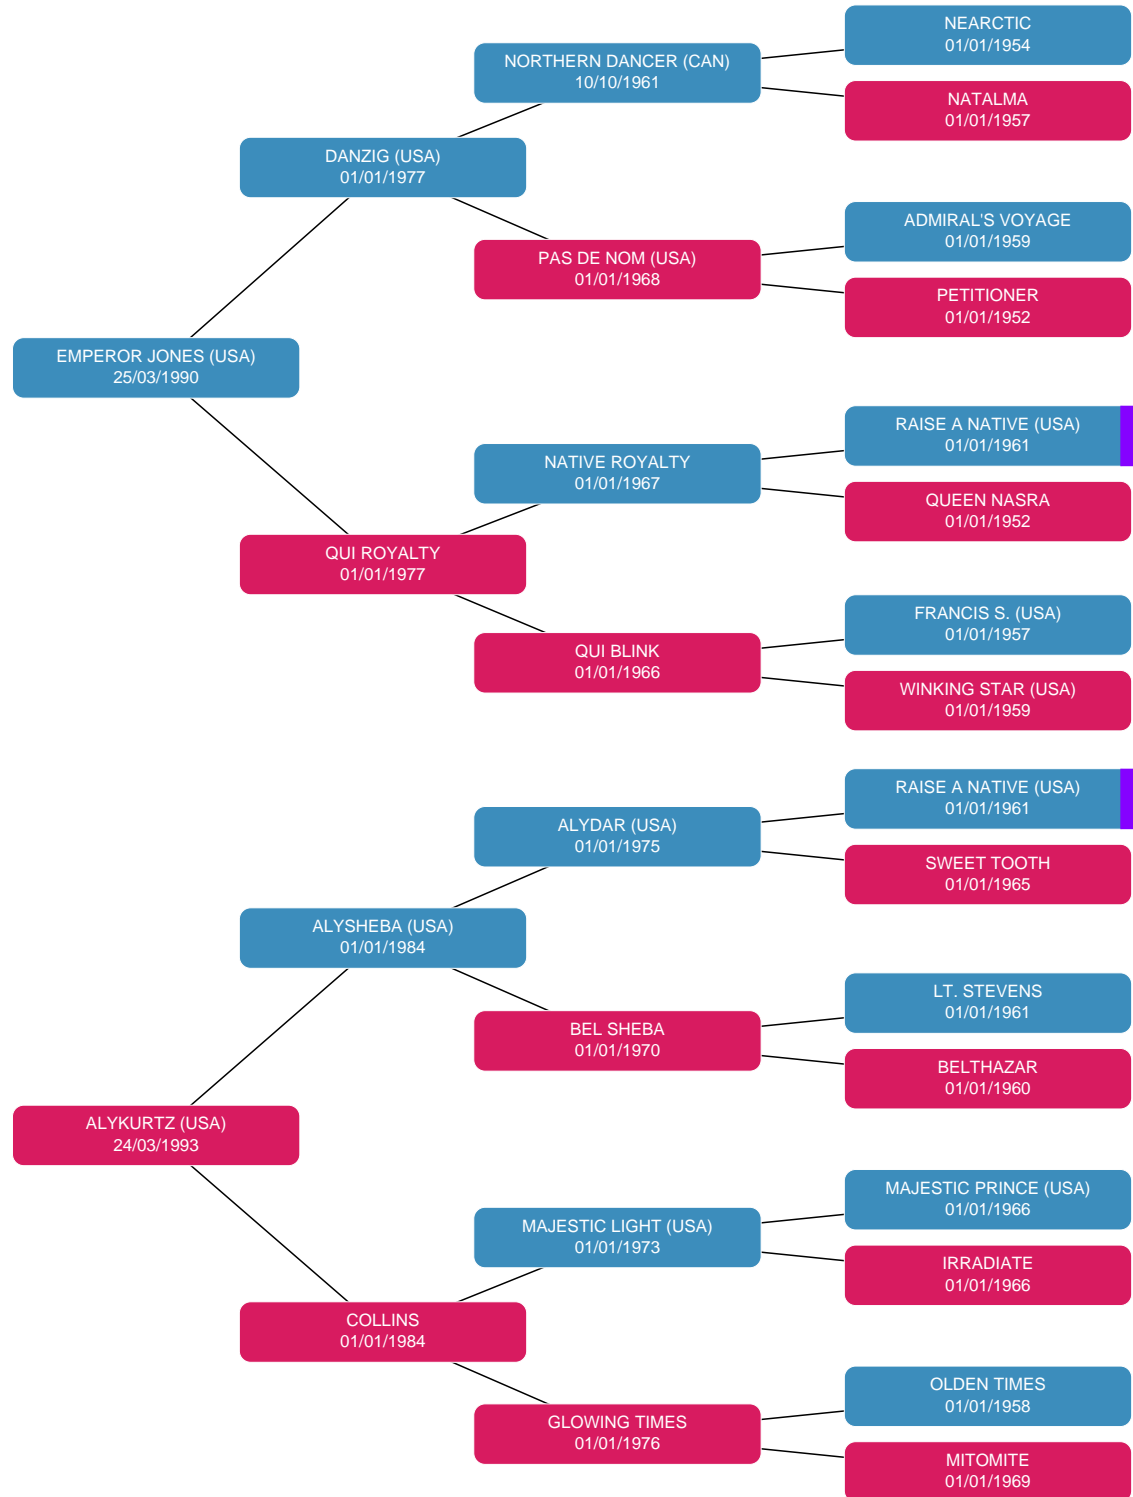 NEARCTIC
01/01/1954
NORTHERN DANCER (CAN)
10/10/1961
NATALMA
01/01/1957
DANZIG (USA)
01/01/1977
ADMIRAL'S VOYAGE
01/01/1959
PAS DE NOM (USA)
01/01/1968
PETITIONER
01/01/1952
EMPEROR JONES (USA)
25/03/1990
RAISE A NATIVE (USA)
01/01/1961
NATIVE ROYALTY
01/01/1967
QUEEN NASRA
01/01/1952
QUI ROYALTY
01/01/1977
FRANCIS S. (USA)
01/01/1957
QUI BLINK
01/01/1966
WINKING STAR (USA)
01/01/1959
RAISE A NATIVE (USA)
01/01/1961
ALYDAR (USA)
01/01/1975
SWEET TOOTH
01/01/1965
ALYSHEBA (USA)
01/01/1984
LT. STEVENS
01/01/1961
BEL SHEBA
01/01/1970
BELTHAZAR
01/01/1960
ALYKURTZ (USA)
24/03/1993
MAJESTIC PRINCE (USA)
01/01/1966
MAJESTIC LIGHT (USA)
01/01/1973
IRRADIATE
01/01/1966
COLLINS
01/01/1984
OLDEN TIMES
01/01/1958
GLOWING TIMES
01/01/1976
MITOMITE
01/01/1969